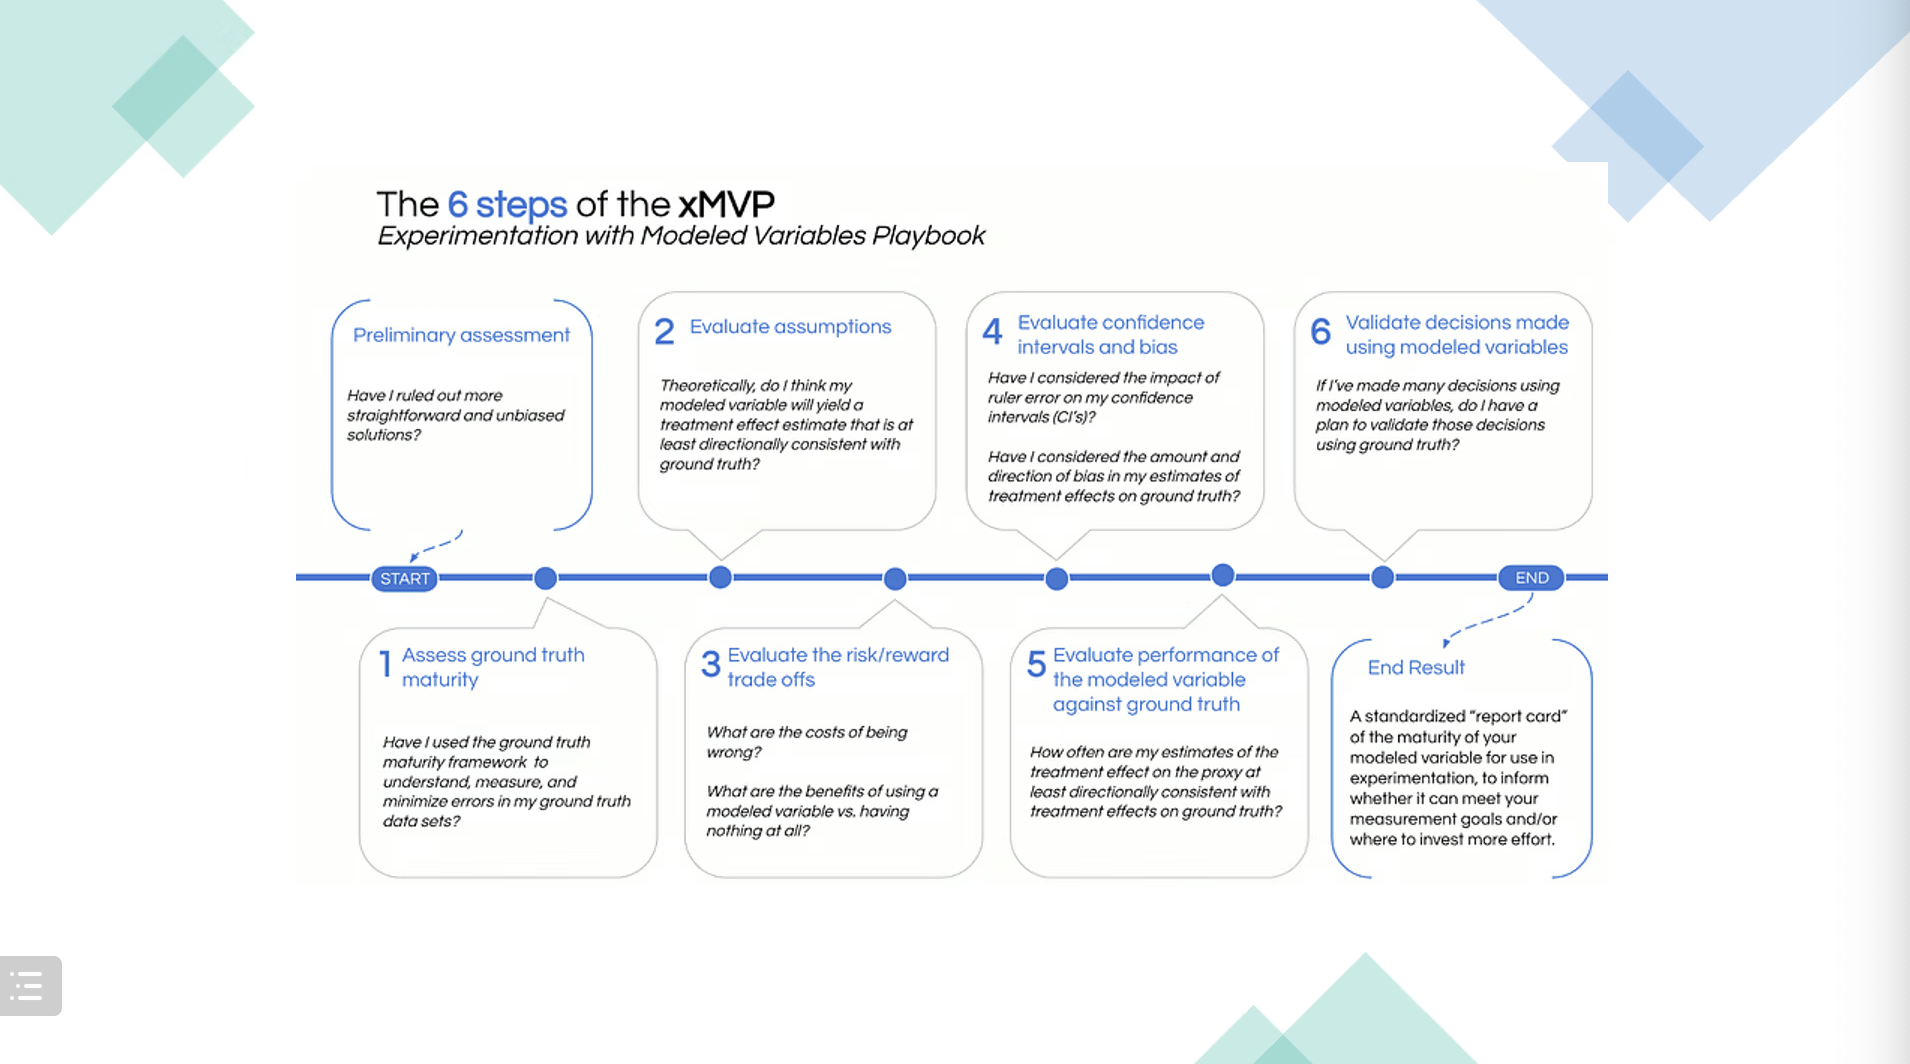 The 6 steps of the xMVP
Experimentation with Modeled Variables Playbook
Preliminary assessment
Have I ruled out more
straightforward and unbiased
solutions?
2 Evaluate assumptions
Theoretically, do I think my
modeled variable will yield a
treatment effect estimate that is at
least directionally consistent with
ground truth?
4 Evaluate confidence
intervals and bias
Have I considered the impact of
ruler error on my confidence
intervals (CI's)?
Have I considered the amount and
direction of bias in my estimates of
treatment effects on ground truth?
6 Validate decisions made
using modeled variables
If I've made many decisions using
modeled variables, do I have a
plan to validate those decisions
using ground truth?
START
END
1 Assess ground truth
maturity
Have I used the ground truth
maturity framework to
understand, measure, and
minimize errors in my ground truth
data sets?
3 Evaluate the risk/reward
trade offs
What are the costs of being
wrong?
What are the benefits of using a
modeled variable vs. having
nothing at all?
5 Evaluate performance of
the modeled variable
against ground truth
How often are my estimates of the
treatment effect on the proxy at
least directionally consistent with
treatment effects on ground truth?
End Result
A standardized "report card"
of the maturity of your
modeled variable for use in
experimentation, to inform
whether it can meet your
measurement goals and/or
where to invest more effort.